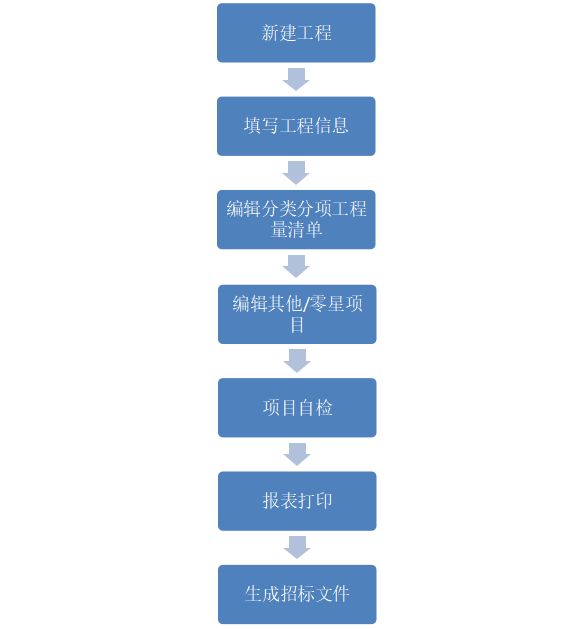 新建工程
填写工程信息
编辑分类分项工程
量清单
编辑其他/零星项
目
项目自检
报表打印
生成招标文件